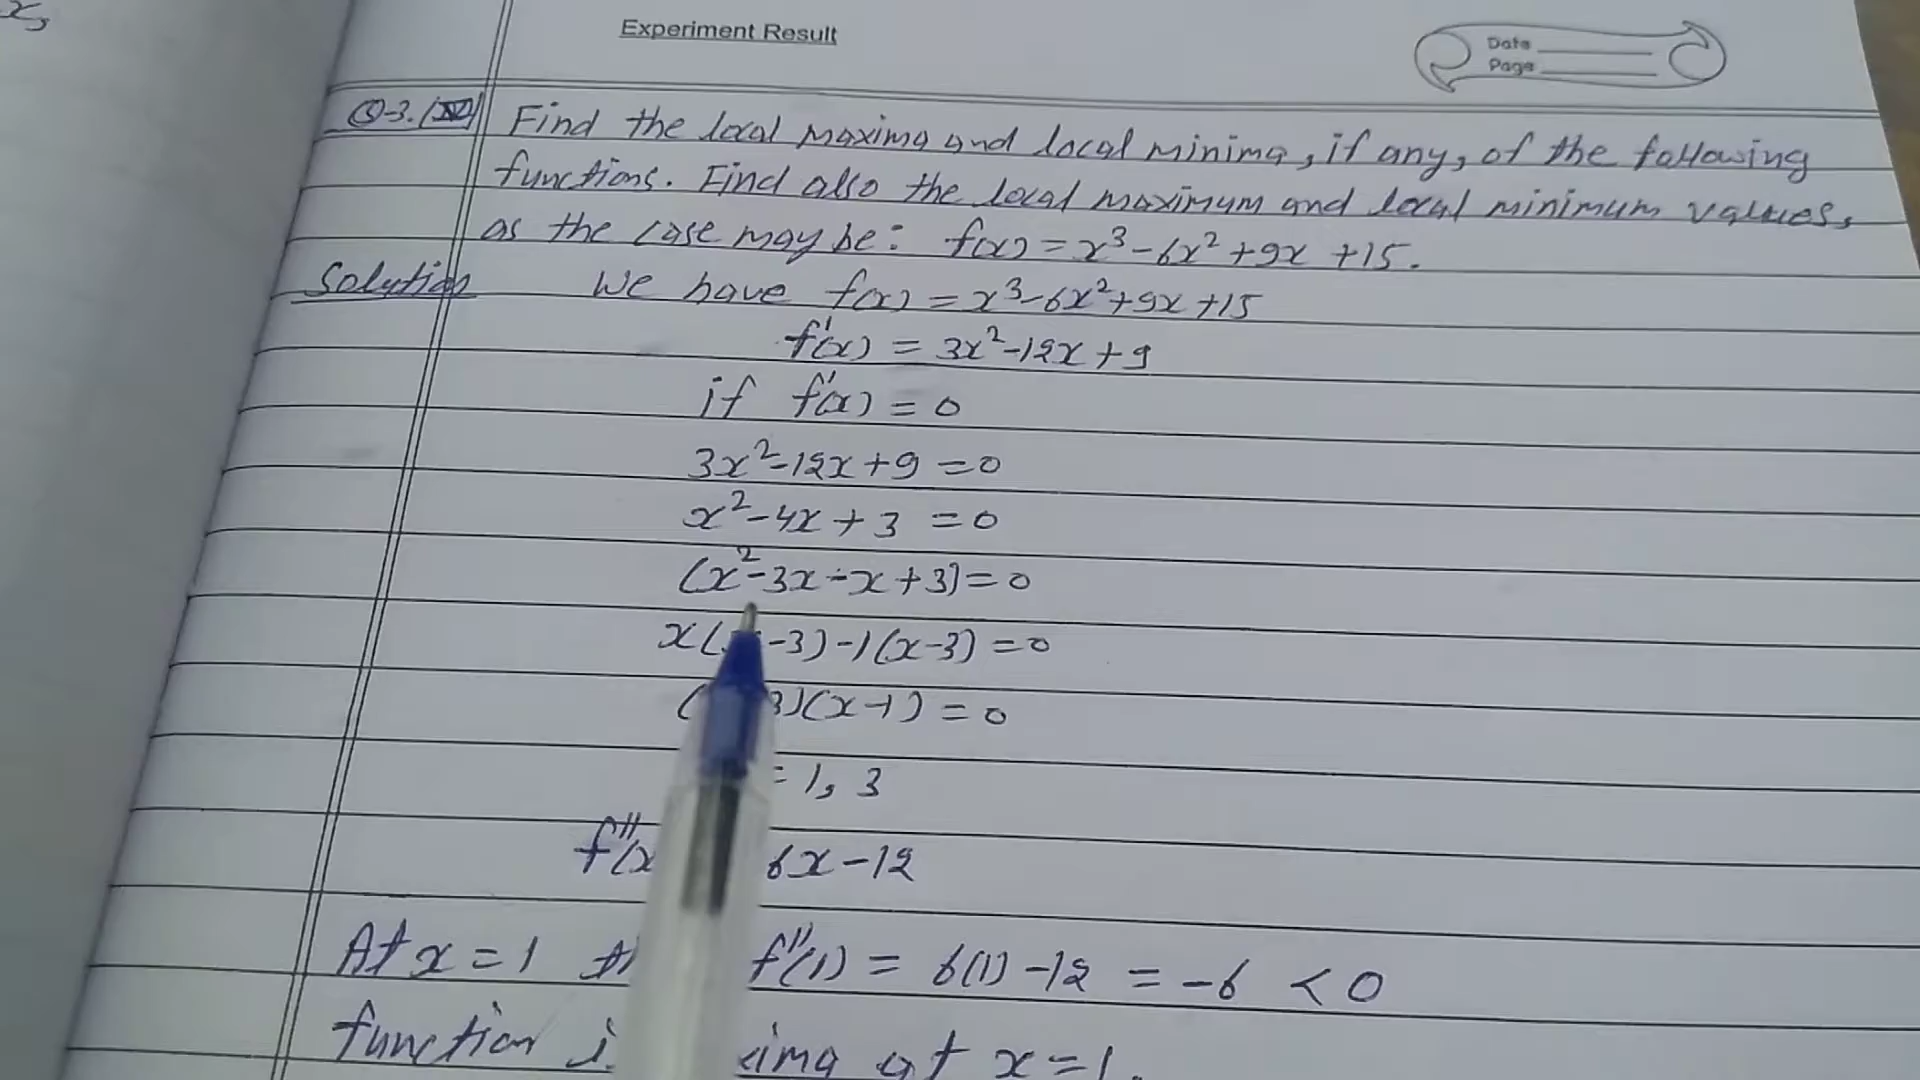 x,
Experiment Result
Date
Page
Q-3. (IV) Find the local maxima and local minima, if any, of the following
functions. Find also the local maximum and local minimum values,
as the case may be: f(x) = x³-6x²+9x+15.
Solution We have f(x) = x³-6x²+9x+15
f'(x) = 3x²-12x+9
if f'(x) = 0
3x²-12x+9 = 0
x²-4x+3 = 0
(x²-3x-x+3) = 0
x( -3)-1(x-3) = 0
( 3)(x-1) = 0
= 1, 3
f''(x 6x-12
At x = 1 th f''(1) = 6(1)-12 = -6 < 0
function i xima at x=1.